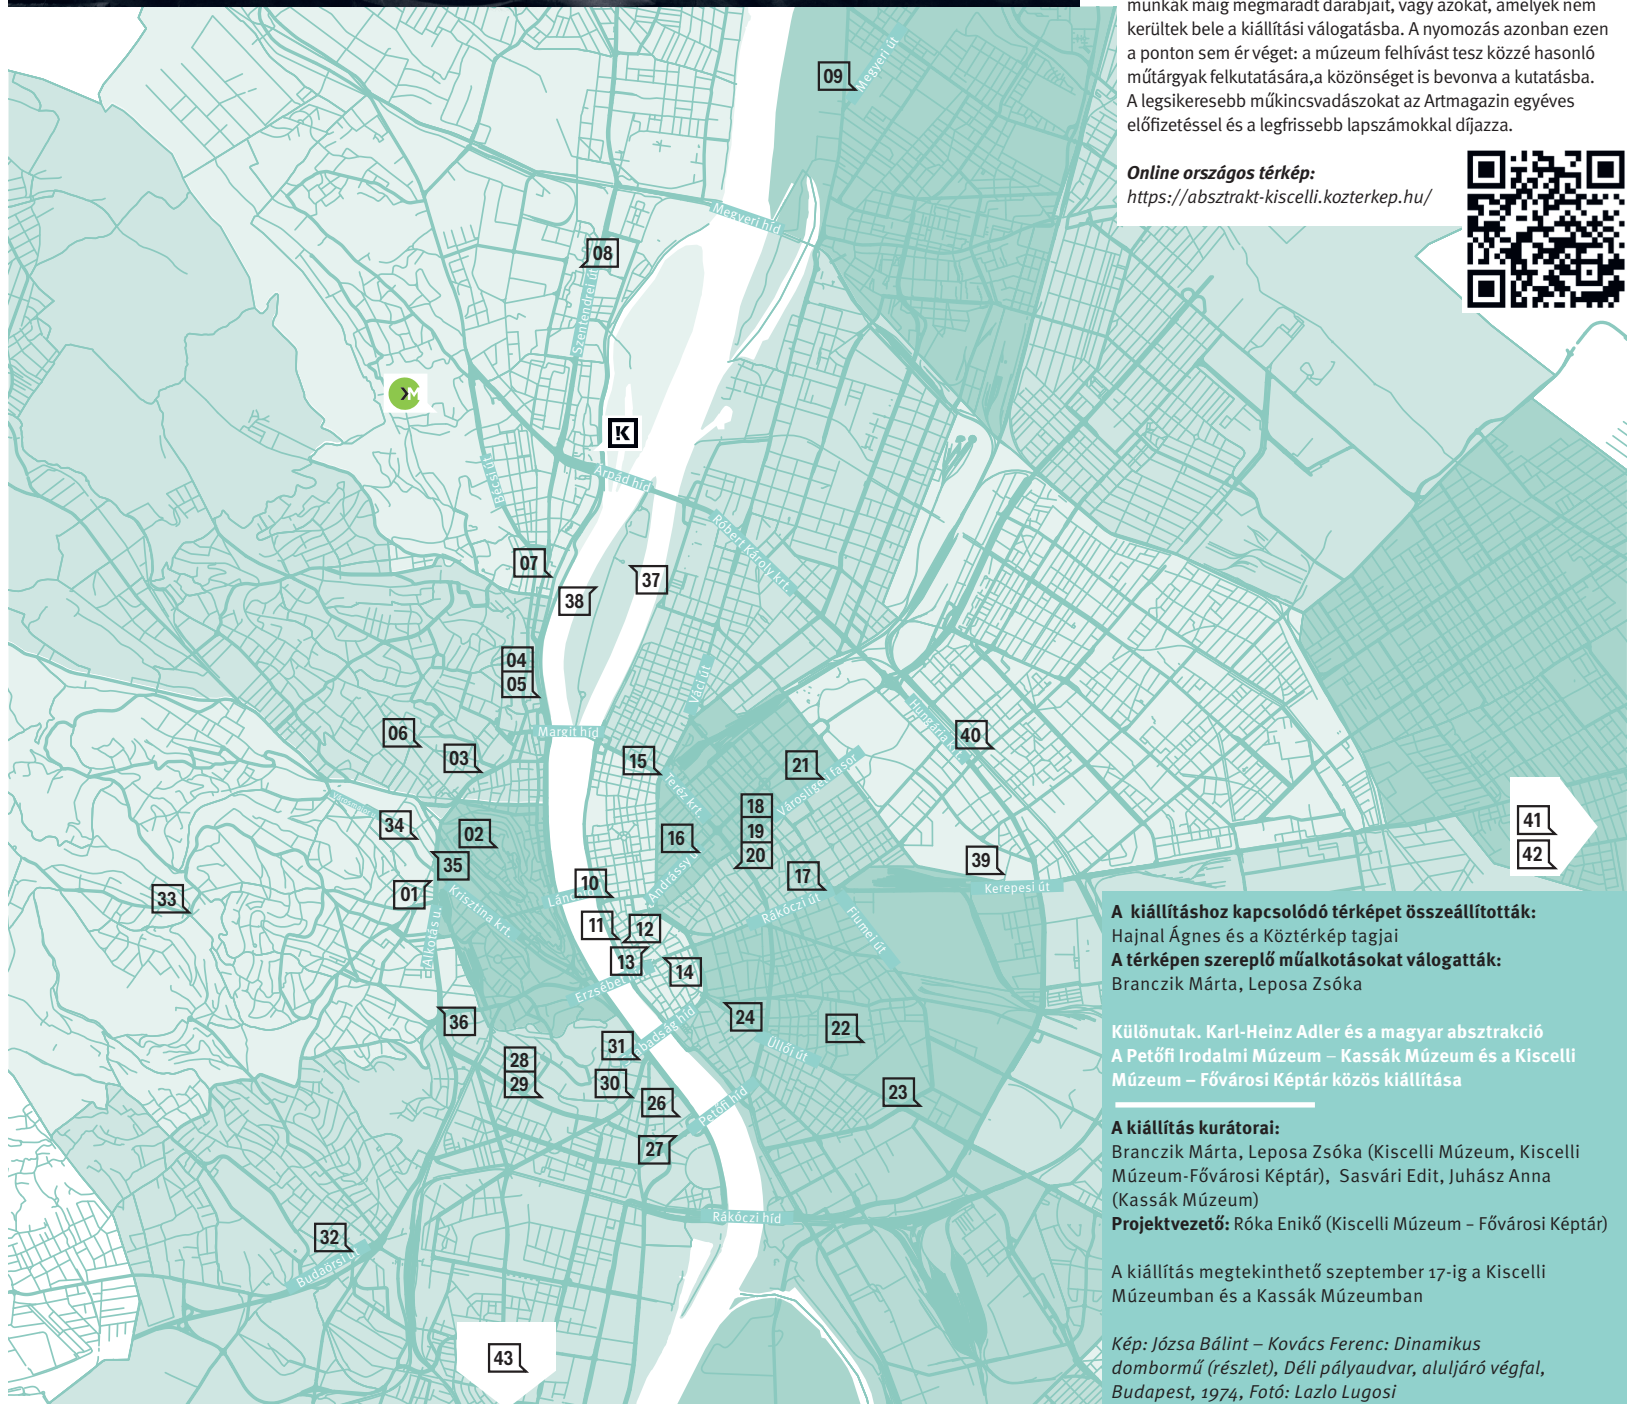 munkák máig megmaradt darabjait, vagy azokat, amelyek nem
kerültek bele a kiállítási válogatásba. A nyomozás azonban ezen
a ponton sem ér véget: a múzeum felhívást tesz közzé hasonló
műtárgyak felkutatására,a közönséget is bevonva a kutatásba.
A legsikeresebb műkincsvadászokat az Artmagazin egyéves
előfizetéssel és a legfrissebb lapszámokkal díjazza.
Online országos térkép:
https://absztrakt-kiscelli.kozterkep.hu/
09
Megyeri út
Megyeri híd
08
Szentendrei út
KM
!K
Bécsi út
Árpád híd
Róbert Károly krt.
07
38
37
04
05
Váci út
06
03
Margit híd
15
Teréz krt.
21
Városligeti fasor
Hungária k
40
34
02
18
19
20
16
Andrássy ú
41
42
35
01
33
Krisztina krt.
Alkotás u.
10
Lánc
17
39
Kerepesi út
Rákóczi út
Fiumei út
11
12
13
14
Erzsébet
36
24
22
Üllői út
31
badság híd
28
29
30
26
23
Petőfi híd
27
Rákóczi híd
32
Budaörsi út
43
A kiállításhoz kapcsolódó térképet összeállították:
Hajnal Ágnes és a Köztérkép tagjai
A térképen szereplő műalkotásokat válogatták:
Branczik Márta, Leposa Zsóka
Különutak. Karl-Heinz Adler és a magyar absztrakció
A Petőfi Irodalmi Múzeum – Kassák Múzeum és a Kiscelli
Múzeum – Fővárosi Képtár közös kiállítása
A kiállítás kurátorai:
Branczik Márta, Leposa Zsóka (Kiscelli Múzeum, Kiscelli
Múzeum-Fővárosi Képtár), Sasvári Edit, Juhász Anna
(Kassák Múzeum)
Projektvezető: Róka Enikő (Kiscelli Múzeum – Fővárosi Képtár)
A kiállítás megtekinthető szeptember 17-ig a Kiscelli
Múzeumban és a Kassák Múzeumban
Kép: Józsa Bálint – Kovács Ferenc: Dinamikus
dombormű (részlet), Déli pályaudvar, aluljáró végfal,
Budapest, 1974, Fotó: Lazlo Lugosi